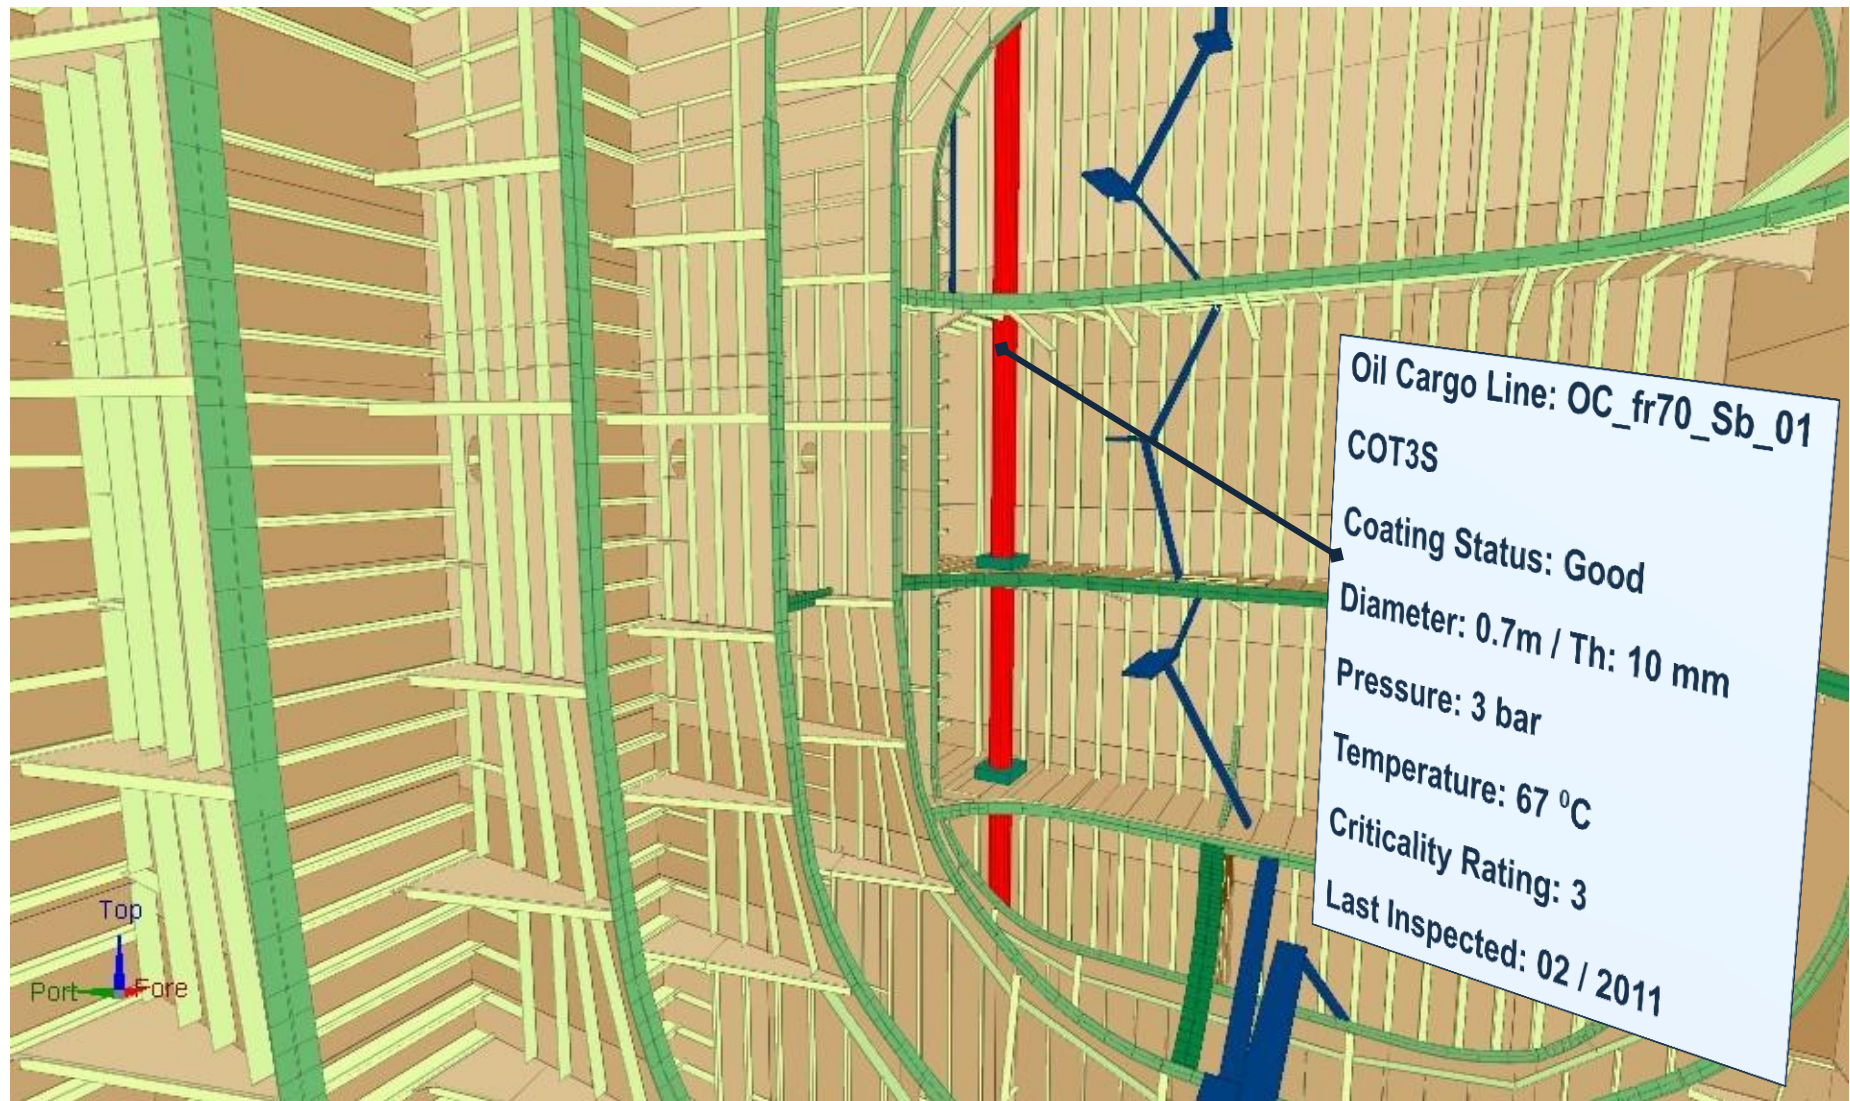 Oil Cargo Line: OC_fr70_Sb_01
COT3S
Coating Status: Good
Diameter: 0.7m / Th: 10 mm
Pressure: 3 bar
Temperature: 67 ⁰C
Criticality Rating: 3
Last Inspected: 02 / 2011
Top
Port
Fore